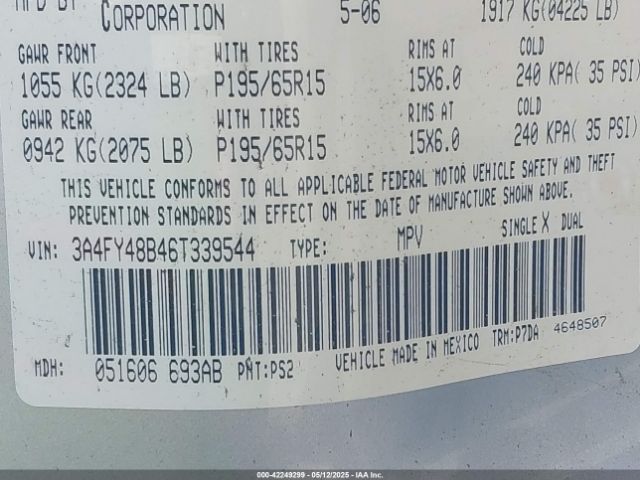 MFD BY CORPORATION 5-06 1917 KG(04225 LB)
GAWR FRONT WITH TIRES RIMS AT COLD
1055 KG(2324 LB) P195/65R15 15X6.0 240 KPA( 35 PSI)
GAWR REAR WITH TIRES RIMS AT COLD
0942 KG(2075 LB) P195/65R15 15X6.0 240 KPA( 35 PSI)
THIS VEHICLE CONFORMS TO ALL APPLICABLE FEDERAL MOTOR VEHICLE SAFETY AND THEFT
PREVENTION STANDARDS IN EFFECT ON THE DATE OF MANUFACTURE SHOWN ABOVE.
VIN: 3A4FY48B46T339544 TYPE: MPV SINGLE X DUAL
MDH: 051606 693AB PNT:PS2 VEHICLE MADE IN MEXICO TRM:P7DA 4648507
000-42249299 - 05/12/2025 - IAA Inc.